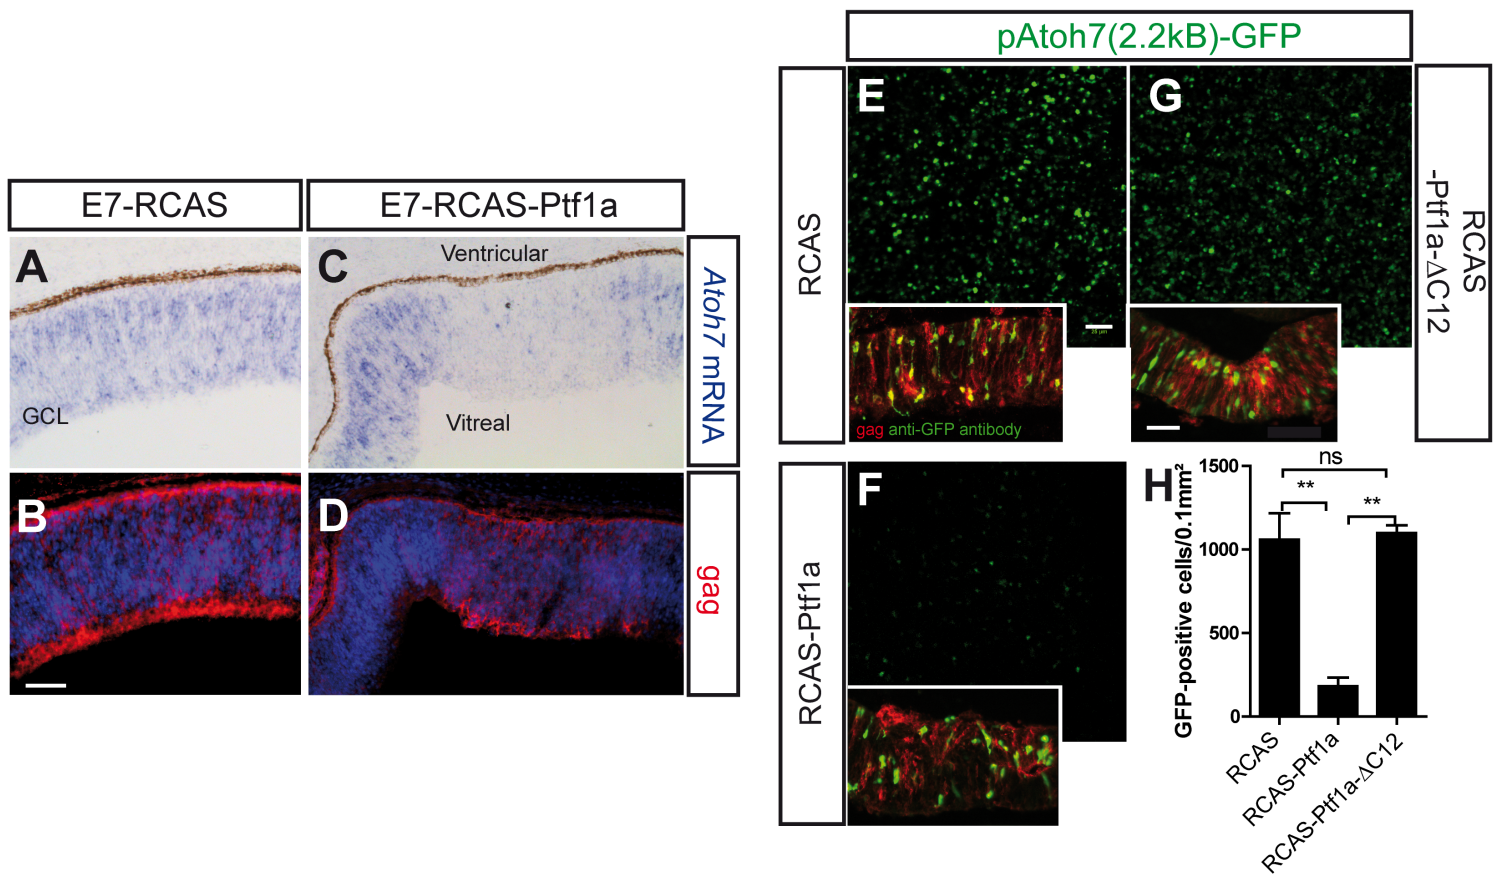 E7-RCAS
E7-RCAS-Ptf1a
A
GCL
C
Ventricular
Vitreal
Atoh7 mRNA
B
D
gag
pAtoh7(2.2kB)-GFP
RCAS
E
gag anti-GFP antibody
G
RCAS
-Ptf1a-ΔC12
RCAS-Ptf1a
F
H
GFP-positive cells/0.1mm²
1500
1000
500
0
ns
**
**
RCAS
RCAS-Ptf1a
RCAS-Ptf1a-ΔC12